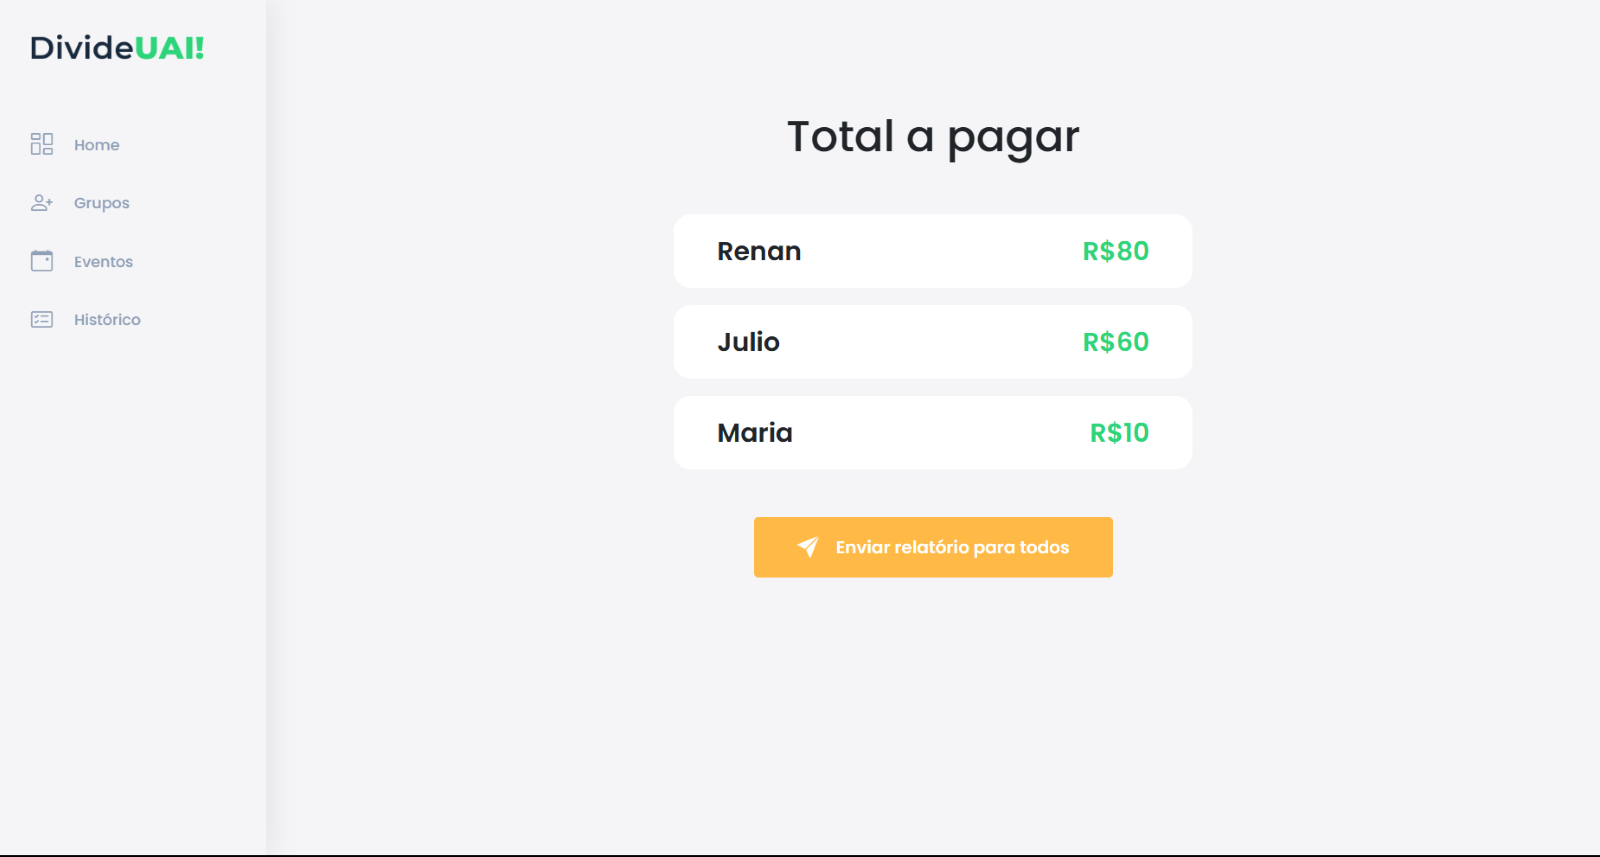 DivideUAI!
Home
Grupos
Eventos
Histórico
Total a pagar
Renan R$80
Julio R$60
Maria R$10
Enviar relatório para todos